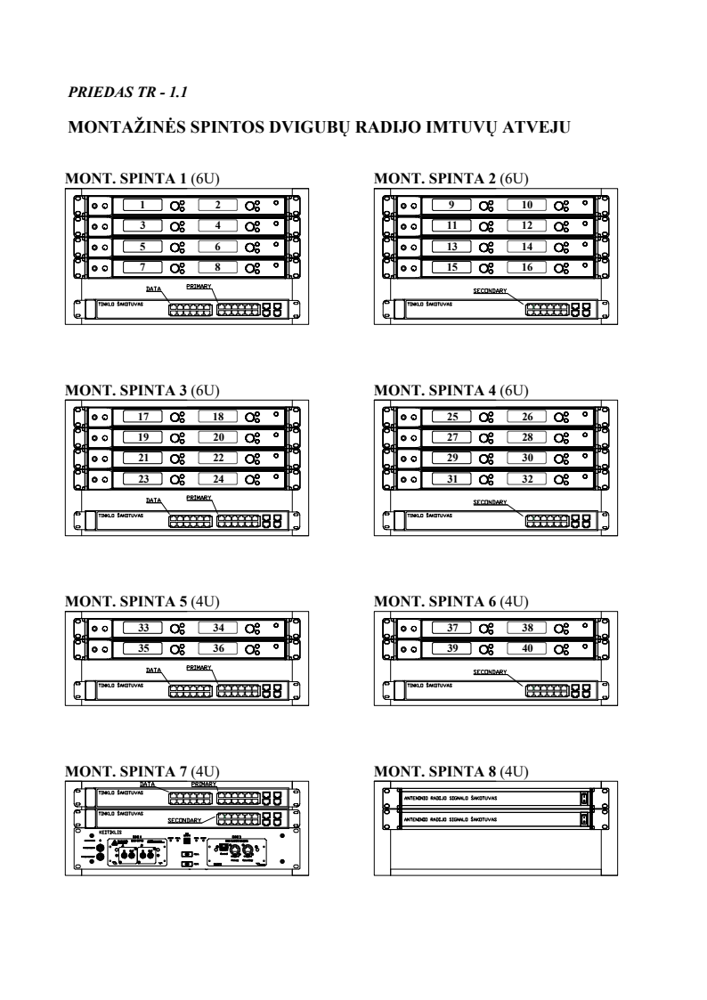 PRIEDAS TR - 1.1
MONTAŽINĖS SPINTOS DVIGUBŲ RADIJO IMTUVŲ ATVEJU
MONT. SPINTA 1 (6U)
1 2
3 4
5 6
7 8
DATA PRIMARY
TINKLO ŠAKOTUVAS
MONT. SPINTA 2 (6U)
9 10
11 12
13 14
15 16
SECONDARY
TINKLO ŠAKOTUVAS
MONT. SPINTA 3 (6U)
17 18
19 20
21 22
23 24
DATA PRIMARY
TINKLO ŠAKOTUVAS
MONT. SPINTA 4 (6U)
25 26
27 28
29 30
31 32
SECONDARY
TINKLO ŠAKOTUVAS
MONT. SPINTA 5 (4U)
33 34
35 36
DATA PRIMARY
TINKLO ŠAKOTUVAS
MONT. SPINTA 6 (4U)
37 38
39 40
SECONDARY
TINKLO ŠAKOTUVAS
MONT. SPINTA 7 (4U)
DATA PRIMARY
TINKLO ŠAKOTUVAS
TINKLO ŠAKOTUVAS
SECONDARY
KEITIKLIS
MONT. SPINTA 8 (4U)
ANTENINIO RADIJO SIGNALO ŠAKOTUVAS
ANTENINIO RADIJO SIGNALO ŠAKOTUVAS